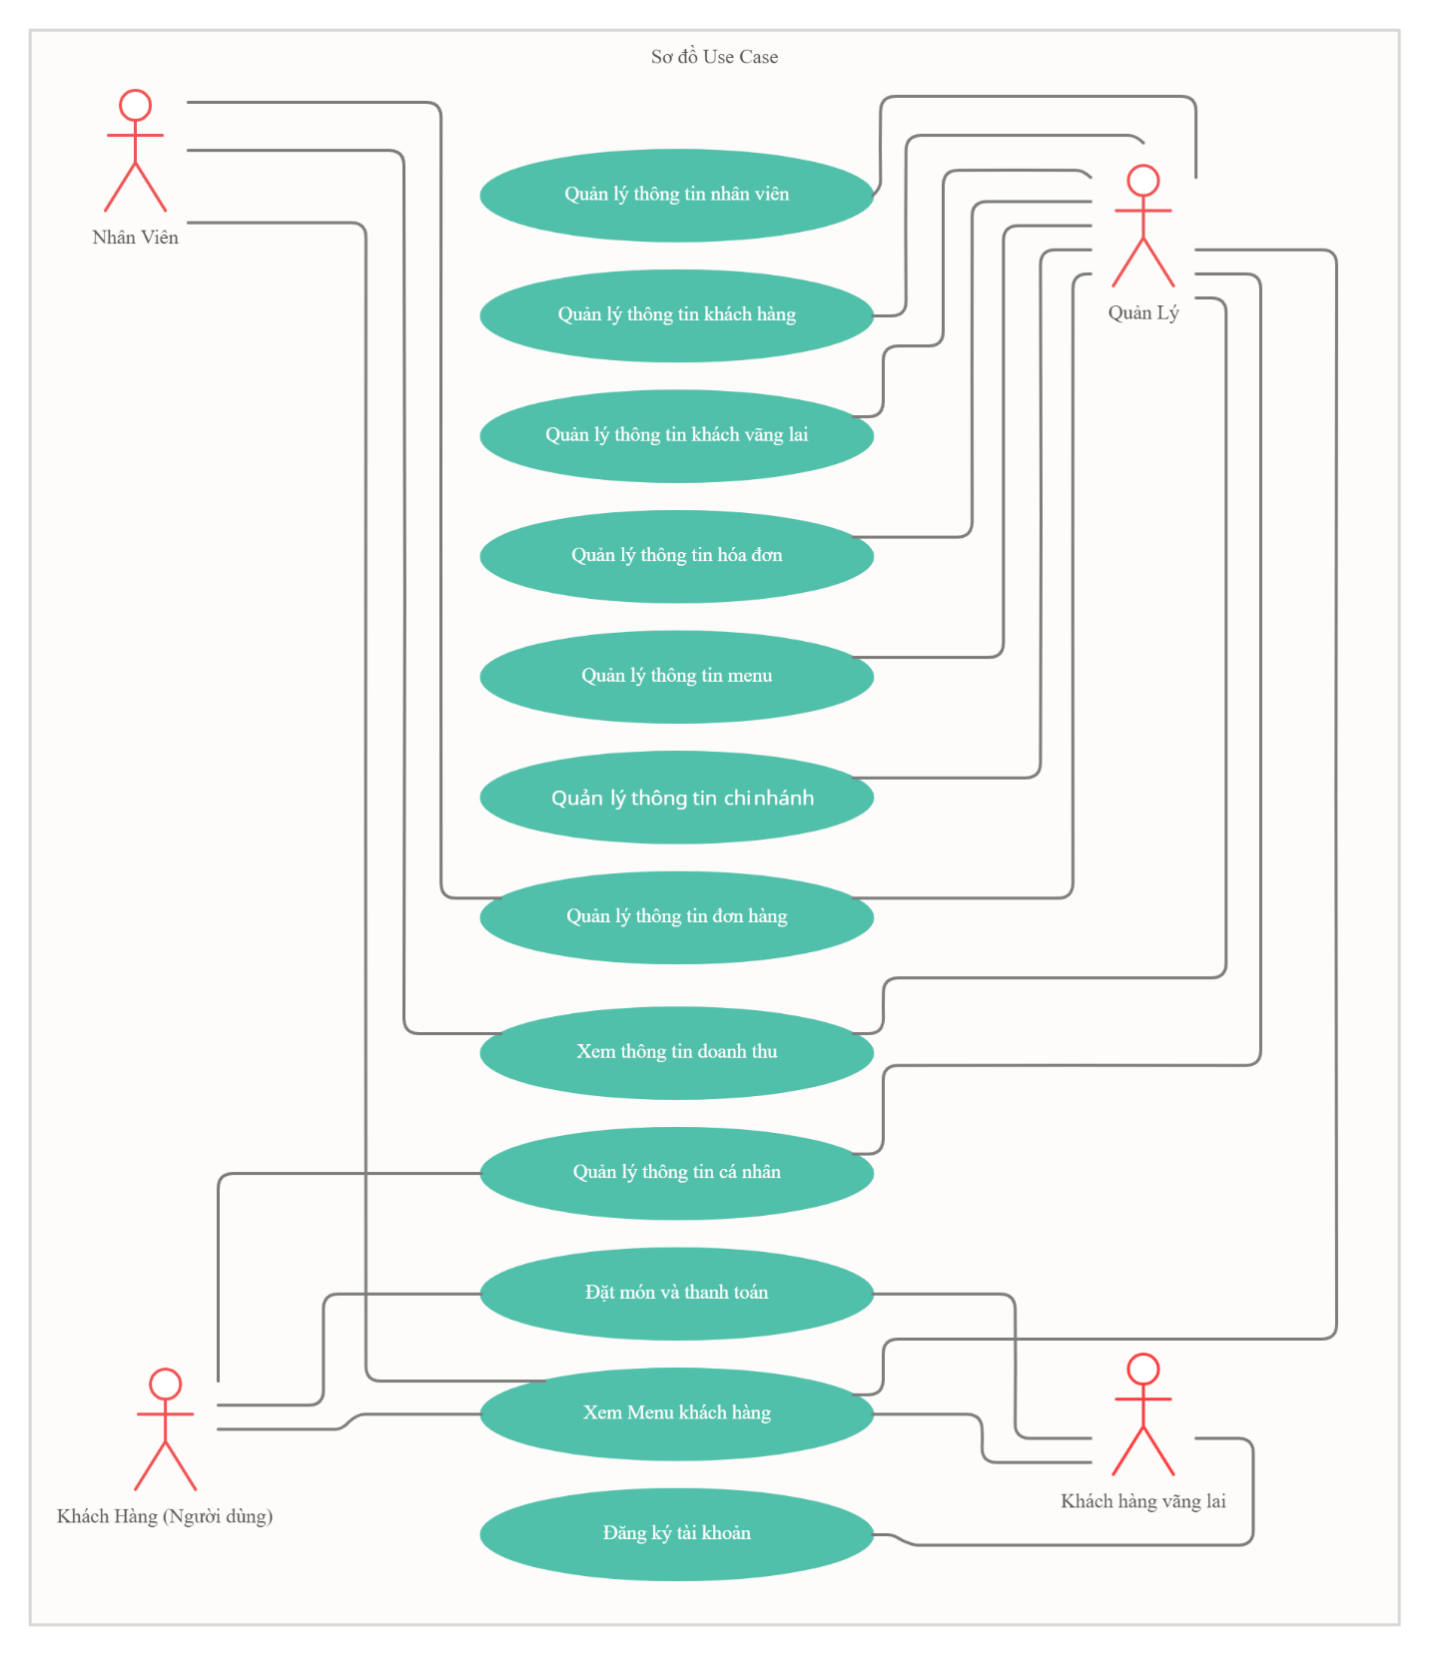 Sơ đồ Use Case
Nhân Viên
Quản Lý
Quản lý thông tin nhân viên
Quản lý thông tin khách hàng
Quản lý thông tin khách vãng lai
Quản lý thông tin hóa đơn
Quản lý thông tin menu
Quản lý thông tin chi nhánh
Quản lý thông tin đơn hàng
Xem thông tin doanh thu
Quản lý thông tin cá nhân
Đặt món và thanh toán
Xem Menu khách hàng
Đăng ký tài khoản
Khách Hàng (Người dùng)
Khách hàng vãng lai